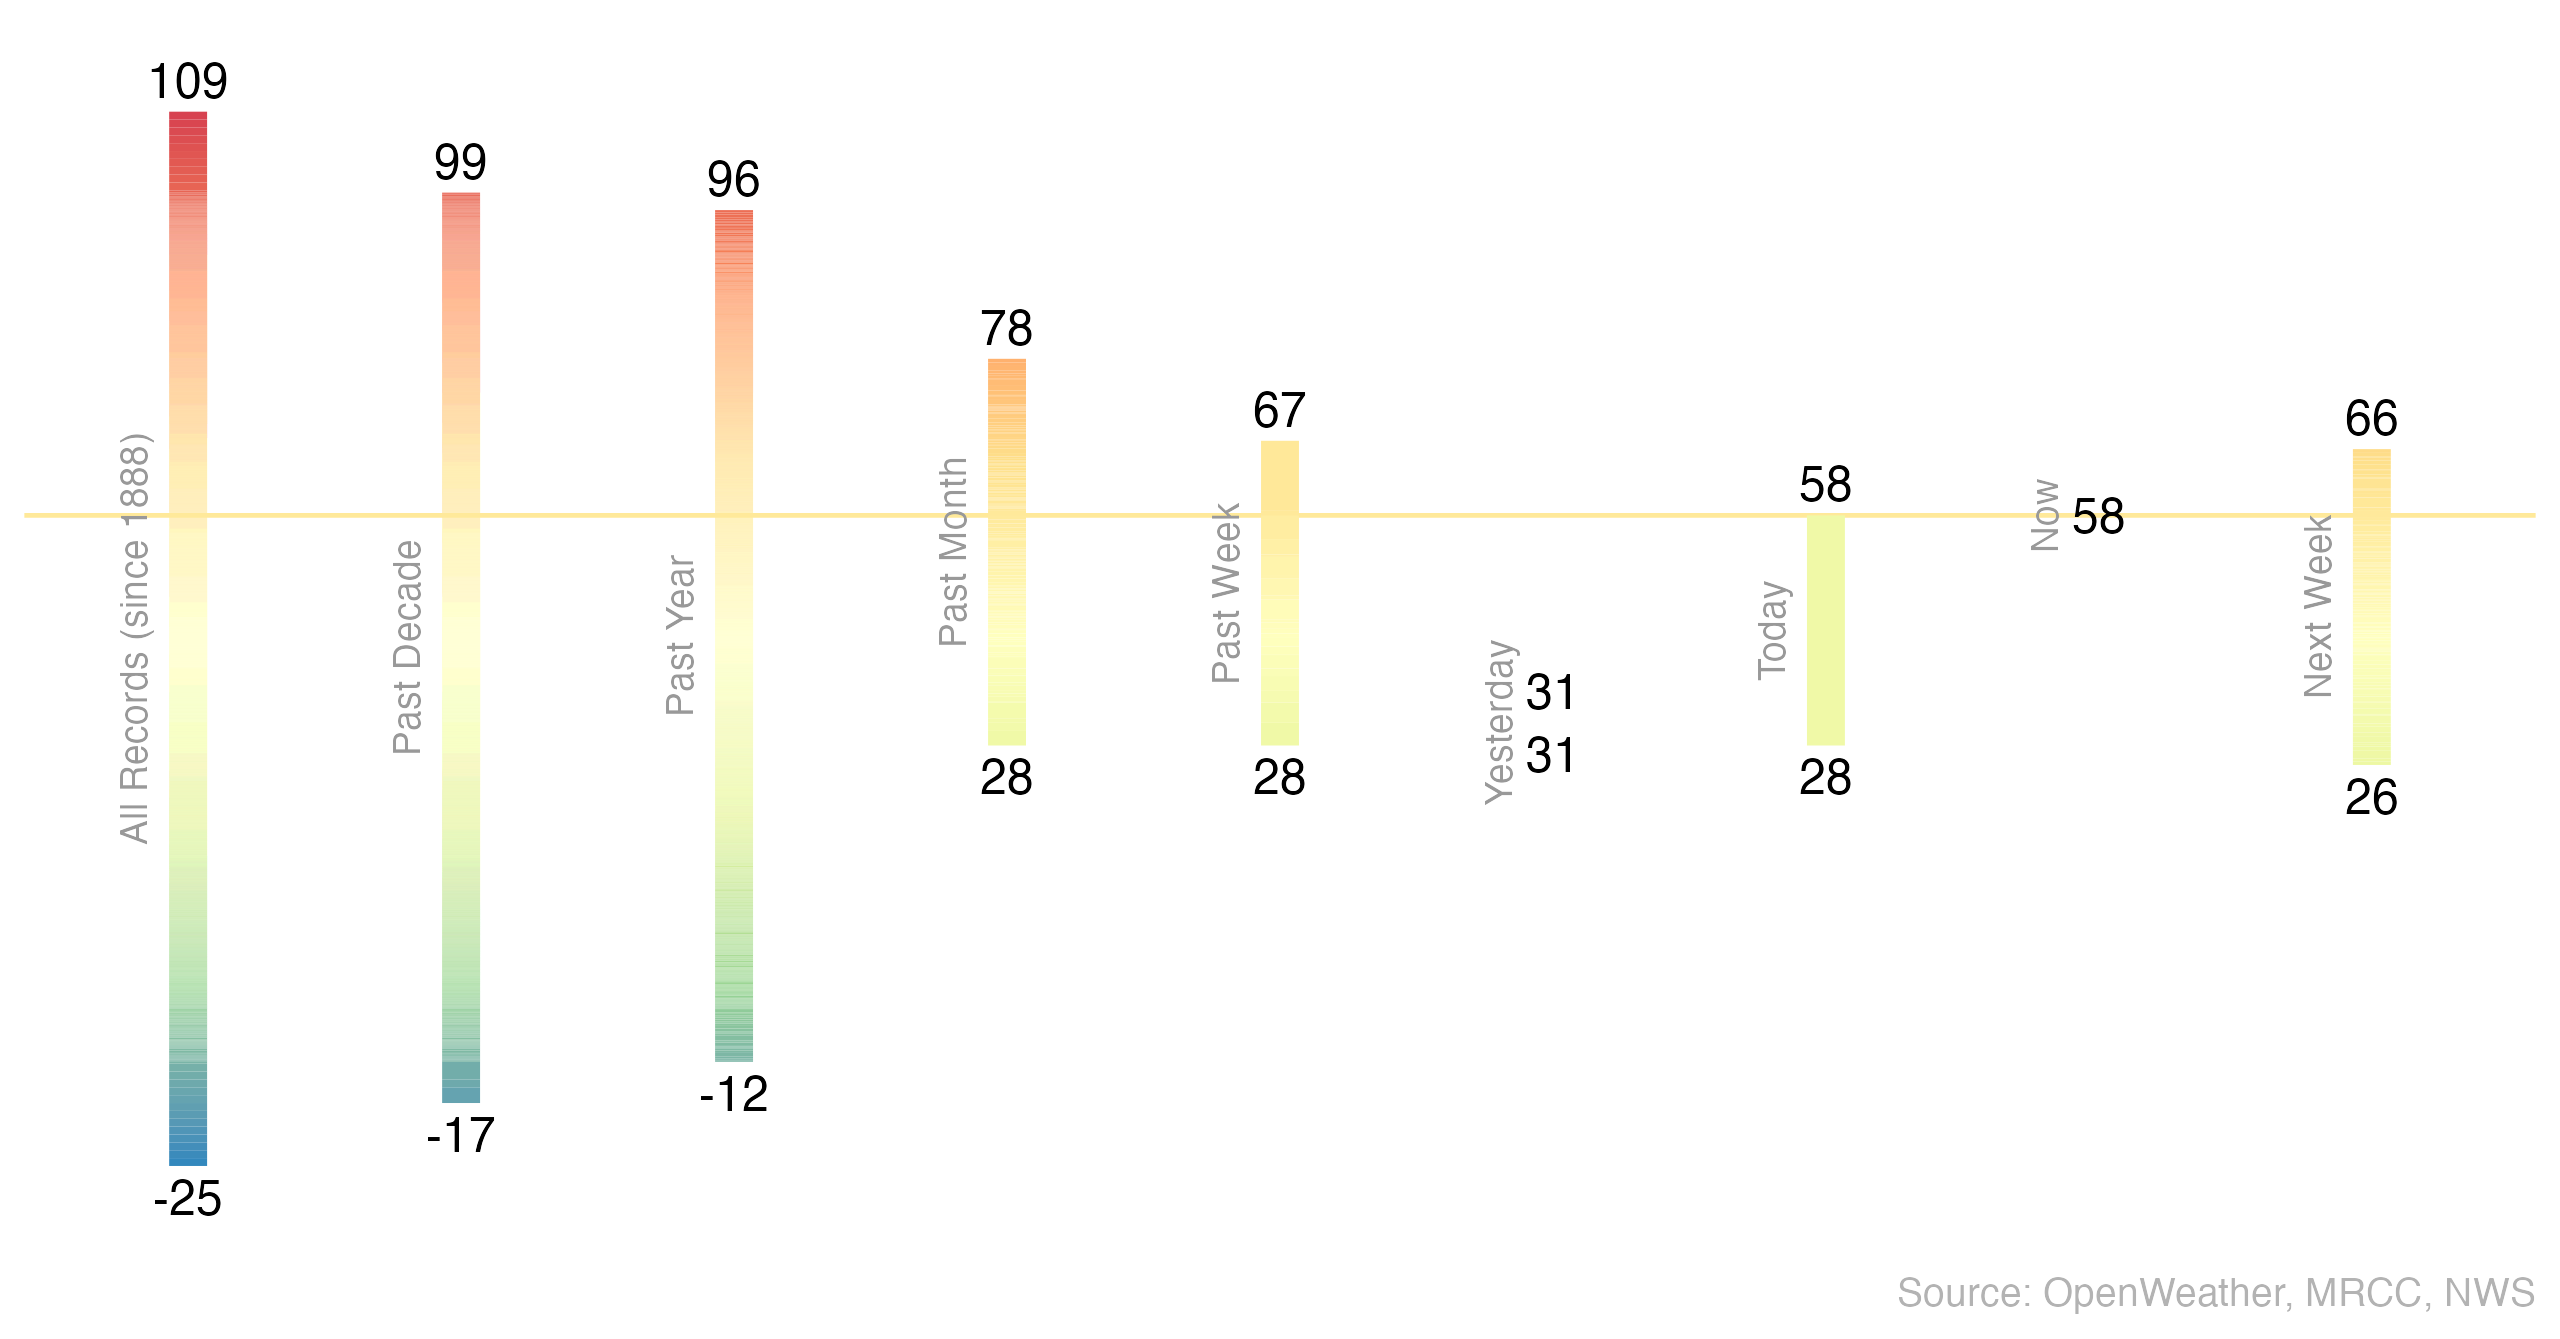 109
All Records (since 1888)
-25
99
Past Decade
-17
96
Past Year
-12
78
Past Month
28
67
Past Week
28
Yesterday
31
31
58
Today
28
Now
58
66
Next Week
26
Source: OpenWeather, MRCC, NWS